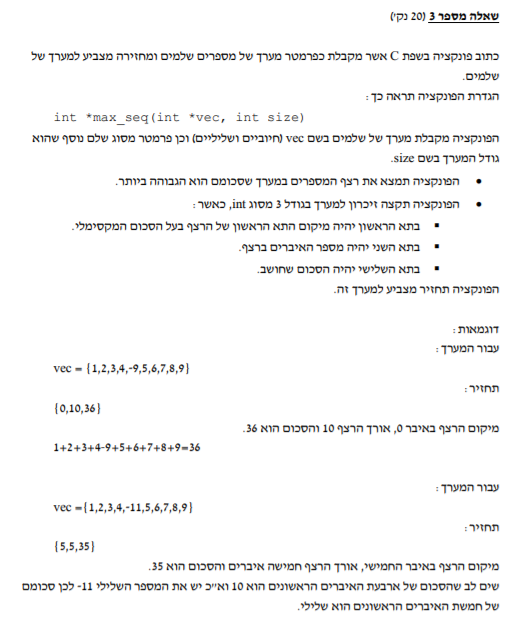 שאלה מספר 3 (20 נק')
כתוב פונקציה בשפת C אשר מקבלת כפרמטר מערך של מספרים שלמים ומחזירה מצביע למערך של
שלמים.
הגדרת הפונקציה תראה כך:
int *max_seq(int *vec, int size)
הפונקציה מקבלת מערך של שלמים בשם vec (חיוביים ושליליים) וכן פרמטר מסוג שלם נוסף שהוא
גודל המערך בשם size.
• הפונקציה תמצא את רצף המספרים במערך שסכומם הוא הגבוהה ביותר.
• הפונקציה תקצה זיכרון למערך בגודל 3 מסוג int, כאשר:
▪ בתא הראשון יהיה מיקום התא הראשון של הרצף בעל הסכום המקסימלי.
▪ בתא השני יהיה מספר האיברים ברצף.
▪ בתא השלישי יהיה הסכום שחושב.
הפונקציה תחזיר מצביע למערך זה.
דוגמאות:
עבור המערך:
vec = {1,2,3,4,-9,5,6,7,8,9}
תחזיר:
{0,10,36}
מיקום הרצף באיבר 0, אורך הרצף 10 והסכום הוא 36.
1+2+3+4-9+5+6+7+8+9=36
עבור המערך:
vec ={1,2,3,4,-11,5,6,7,8,9}
תחזיר:
{5,5,35}
מיקום הרצף באיבר החמישי, אורך הרצף חמישה איברים והסכום הוא 35.
שים לב שהסכום של ארבעת האיברים הראשונים הוא 10 וא״כ יש את המספר השלילי 11- לכן סכומם
של חמשת האיברים הראשונים הוא שלילי.